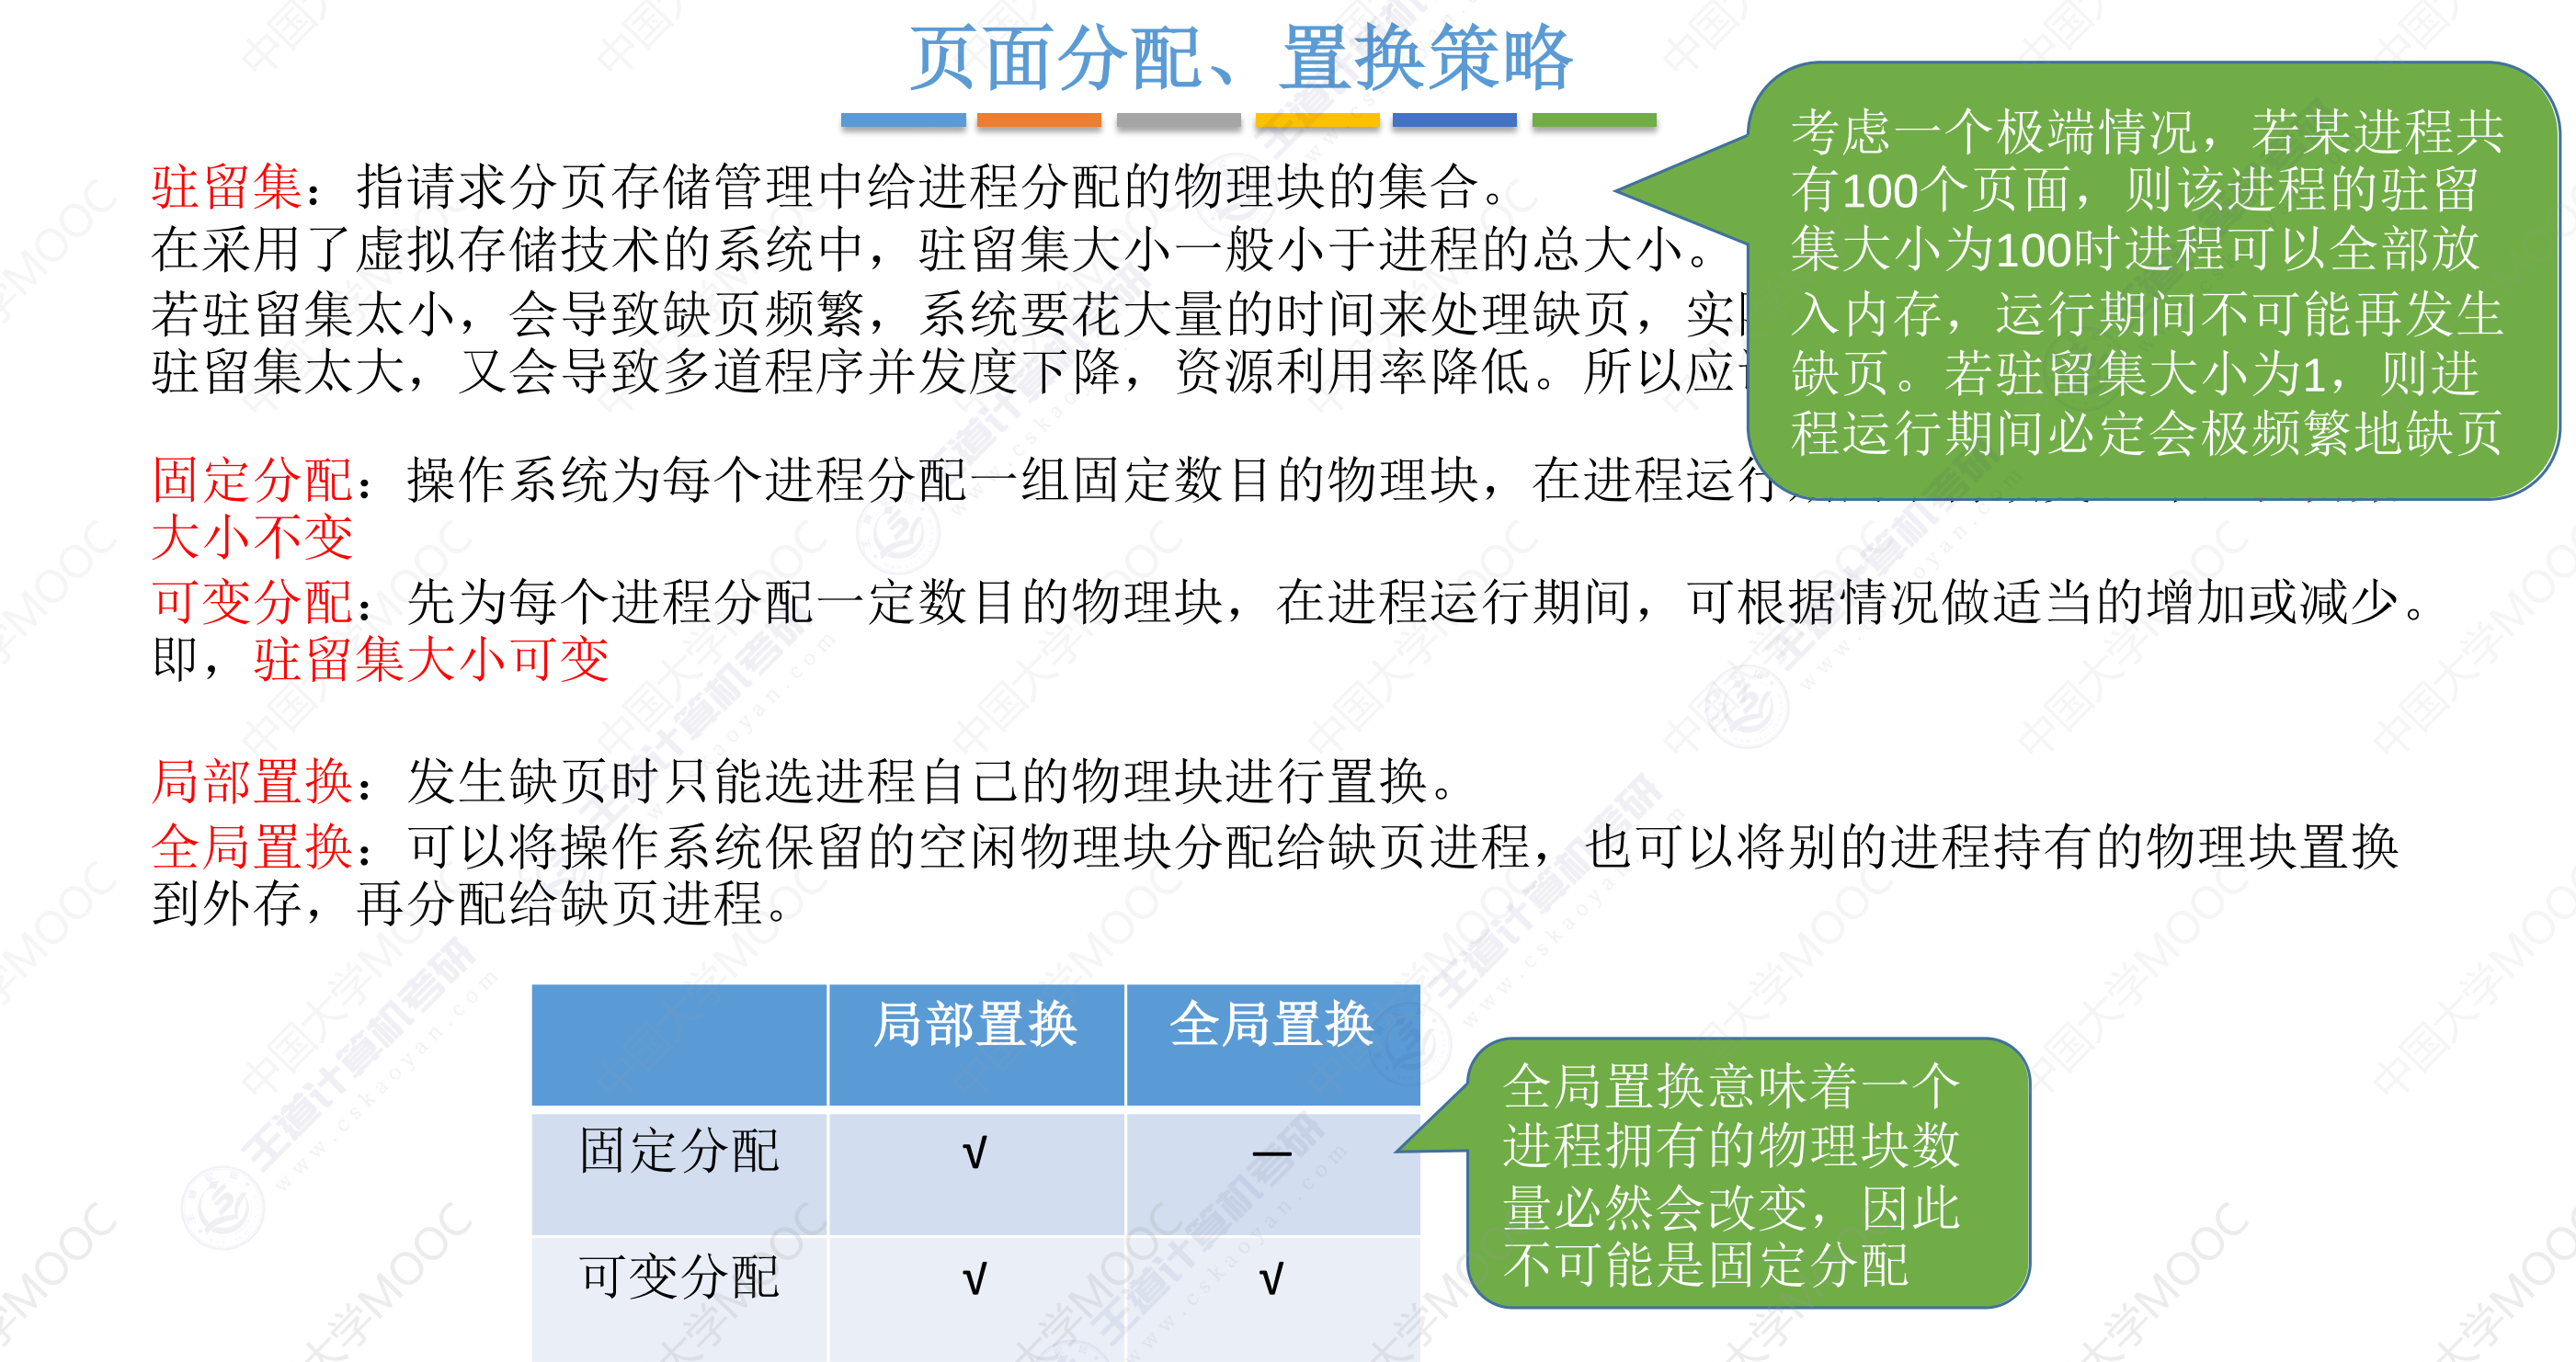 页面分配、置换策略
驻留集：指请求分页存储管理中给进程分配的物理块的集合。
在采用了虚拟存储技术的系统中，驻留集大小一般小于进程的总大小。
若驻留集太小，会导致缺页频繁，系统要花大量的时间来处理缺页，实
驻留集太大，又会导致多道程序并发度下降，资源利用率降低。所以应
考虑一个极端情况，若某进程共
有100个页面，则该进程的驻留
集大小为100时进程可以全部放
入内存，运行期间不可能再发生
缺页。若驻留集大小为1，则进
程运行期间必定会极频繁地缺页
固定分配：操作系统为每个进程分配一组固定数目的物理块，在进程运行
大小不变
可变分配：先为每个进程分配一定数目的物理块，在进程运行期间，可根据情况做适当的增加或减少。
即，驻留集大小可变
局部置换：发生缺页时只能选进程自己的物理块进行置换。
全局置换：可以将操作系统保留的空闲物理块分配给缺页进程，也可以将别的进程持有的物理块置换
到外存，再分配给缺页进程。
局部置换 全局置换
固定分配 √ —
可变分配 √ √
全局置换意味着一个
进程拥有的物理块数
量必然会改变，因此
不可能是固定分配
中国大学MOOC
王道计算机考研
www.cskaoyan.com